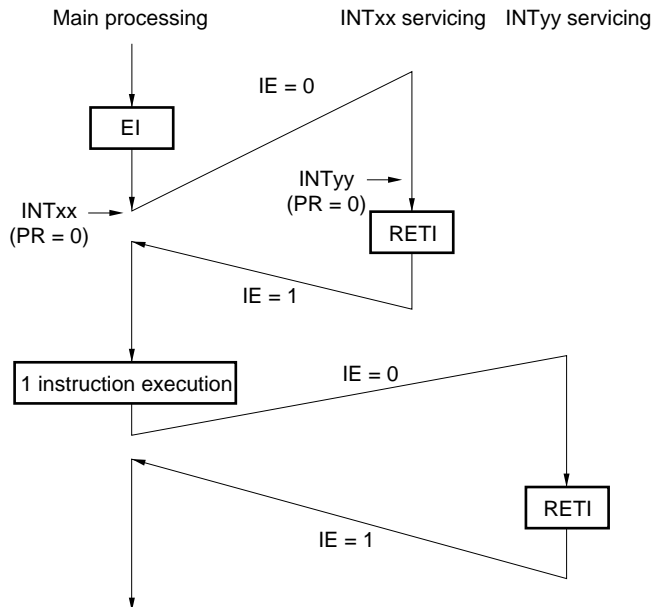 Main processing
INTxx servicing
INTyy servicing
IE = 0
EI
INTyy
(PR = 0)
INTxx
(PR = 0)
RETI
IE = 1
1 instruction execution
IE = 0
RETI
IE = 1